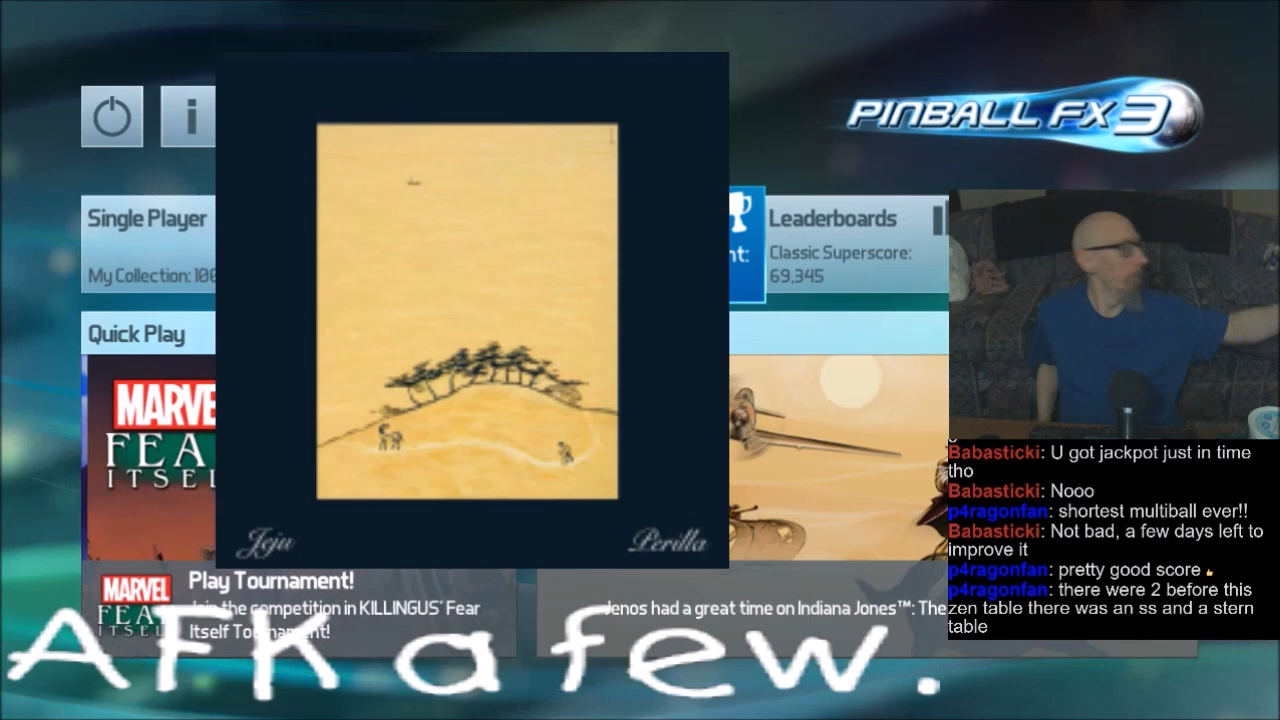 i
PINBALL FX3
Single Player
My Collection: 100
Leaderboards
Classic Superscore:
69,345
Quick Play
MARVE
FEA
ITSEL
Jeju
Perilla
MARVEL
FEA
ITSEL
Play Tournament!
Join the competition in KILLINGUS' Fear
Itself Tournament!
Jenos had a great time on Indiana Jones™: The
AFK a few.
Babasticki: U got jackpot just in time
tho
Babasticki: Nooo
p4ragonfan: shortest multiball ever!!
Babasticki: Not bad, a few days left to
improve it
p4ragonfan: pretty good score
p4ragonfan: there were 2 before this
zen table there was an ss and a stern
table